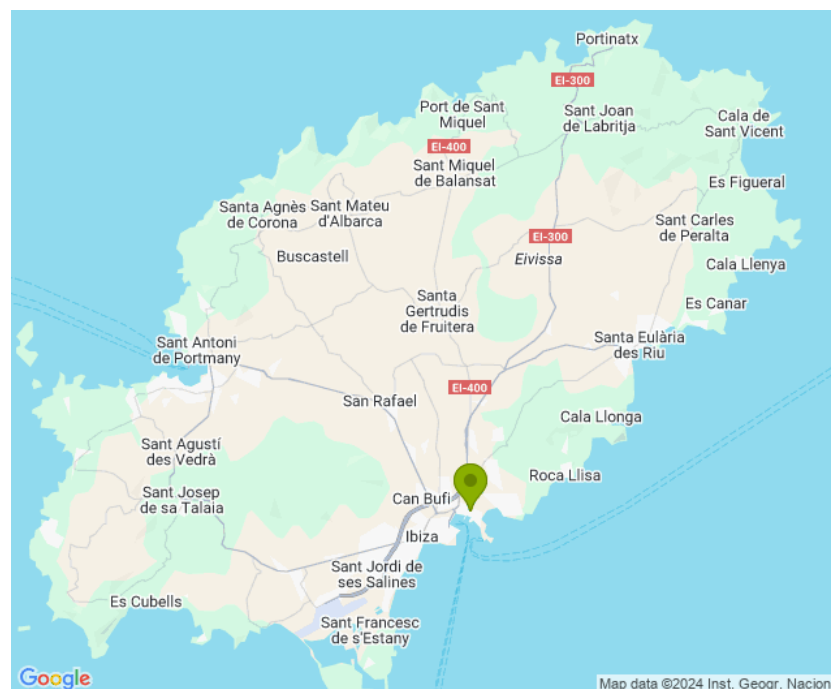 Portinatx
EI-300
Port de Sant
Miquel
Sant Joan
de Labritja
Cala de
Sant Vicent
EI-400
Sant Miquel
de Balansat
Es Figueral
Santa Agnès
de Corona
Sant Mateu
d'Albarca
Sant Carles
de Peralta
EI-300
Buscastell
Eivissa
Cala Llenya
Santa
Gertrudis
de Fruitera
Es Canar
Sant Antoni
de Portmany
Santa Eulària
des Riu
EI-400
San Rafael
Cala Llonga
Sant Agustí
des Vedrà
Roca Llisa
Sant Josep
de sa Talaia
Can Bufi
Ibiza
Sant Jordi de
ses Salines
Es Cubells
Sant Francesc
de s'Estany
Google
Map data ©2024 Inst. Geogr. Nacion